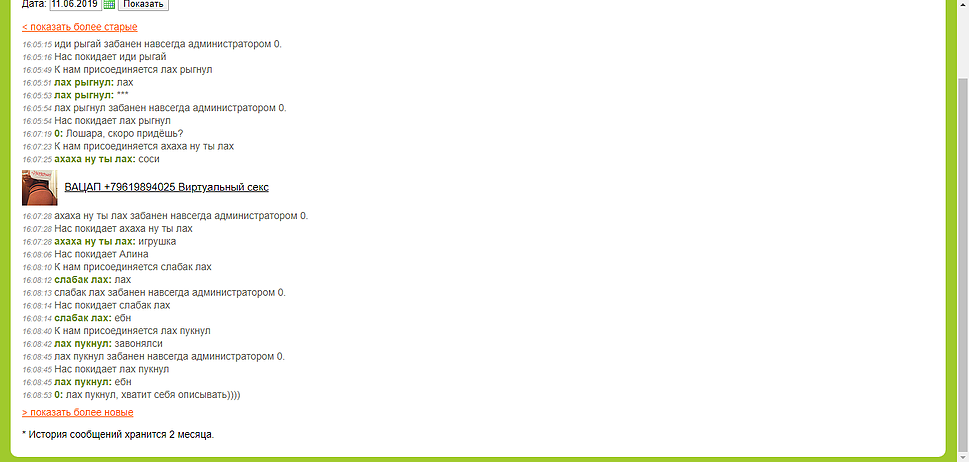 Дата: 11.06.2019 Показать
< показать более старые
16:05:15 иди рыгай забанен навсегда администратором 0.
16:05:16 Нас покидает иди рыгай
16:05:49 К нам присоединяется лах рыгнул
16:05:51 лах рыгнул: лах
16:05:53 лах рыгнул: ***
16:05:54 лах рыгнул забанен навсегда администратором 0.
16:05:54 Нас покидает лах рыгнул
16:07:19 0: Лошара, скоро придёшь?
16:07:23 К нам присоединяется ахаха ну ты лах
16:07:25 ахаха ну ты лах: соси
ВАЦАП +79619894025 Виртуальный секс
16:07:28 ахаха ну ты лах забанен навсегда администратором 0.
16:07:28 Нас покидает ахаха ну ты лах
16:07:28 ахаха ну ты лах: игрушка
16:08:06 Нас покидает Алина
16:08:10 К нам присоединяется слабак лах
16:08:12 слабак лах: лах
16:08:13 слабак лах забанен навсегда администратором 0.
16:08:14 Нас покидает слабак лах
16:08:14 слабак лах: ебн
16:08:40 К нам присоединяется лах пукнул
16:08:42 лах пукнул: завонялси
16:08:45 лах пукнул забанен навсегда администратором 0.
16:08:45 Нас покидает лах пукнул
16:08:45 лах пукнул: ебн
16:08:53 0: лах пукнул, хватит себя описывать))))
> показать более новые
* История сообщений хранится 2 месяца.